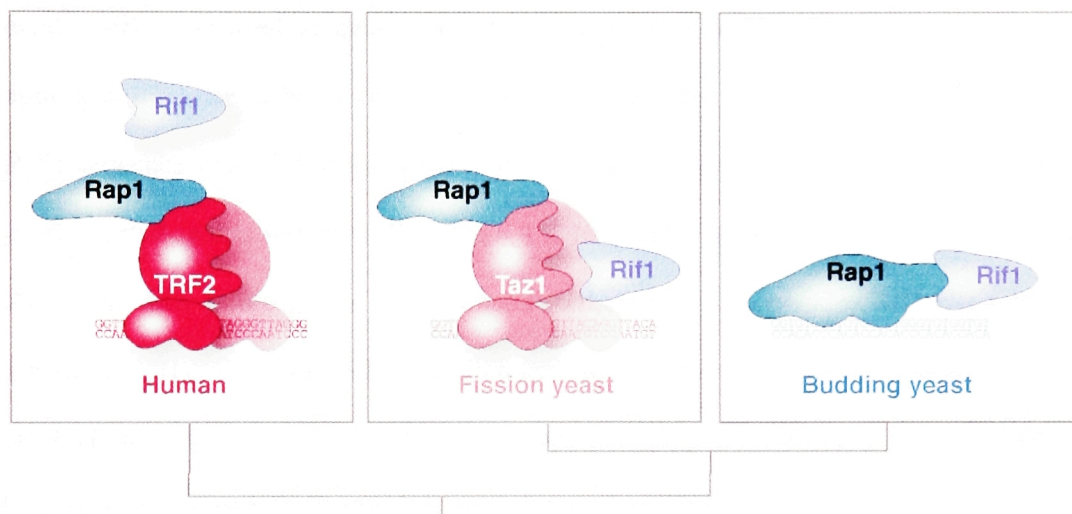 Rif1
Rap1
TRF2
Human
Rap1
Taz1
Rif1
Fission yeast
Rap1
Rif1
Budding yeast